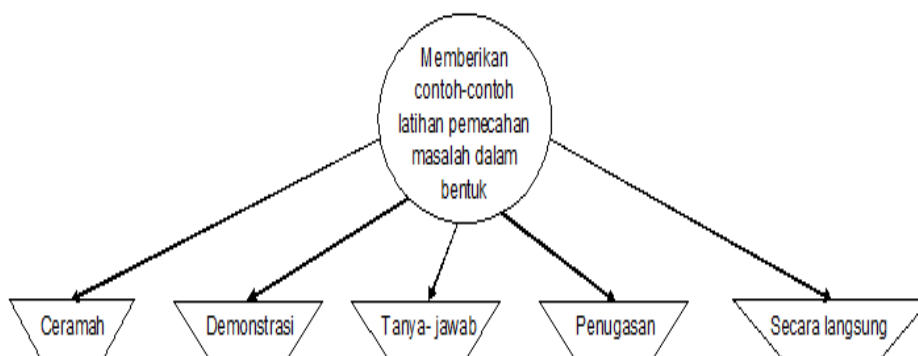 Memberikan
contoh-contoh
latihan pemecahan
masalah dalam
bentuk
Ceramah
Demonstrasi
Tanya- jawab
Penugasan
Secara langsung